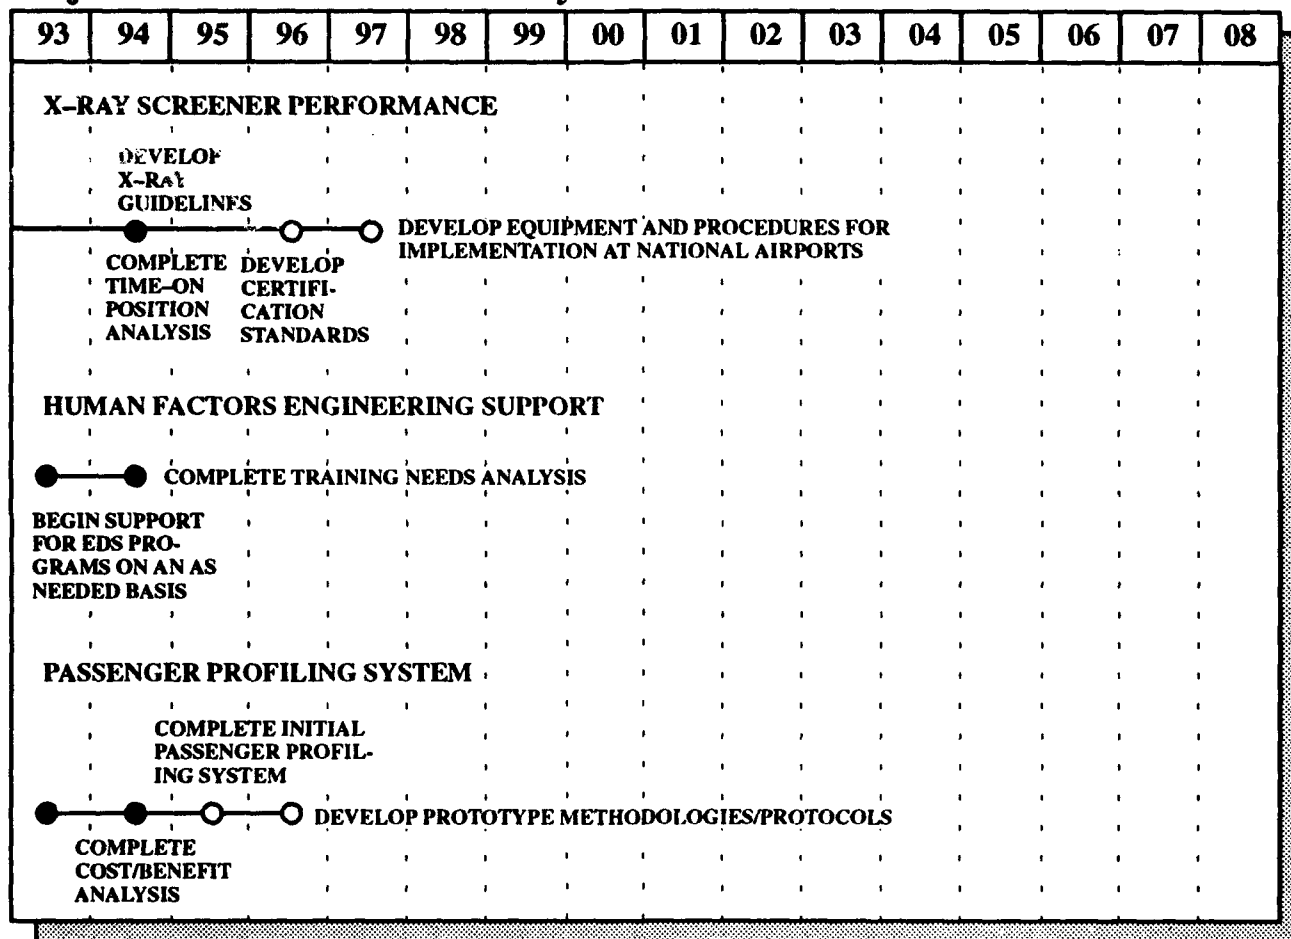 93 94 95 96 97 98 99 00 01 02 03 04 05 06 07 08
X–RAY SCREENER PERFORMANCE
DEVELOP
X–RAY
GUIDELINES
DEVELOP EQUIPMENT AND PROCEDURES FOR
IMPLEMENTATION AT NATIONAL AIRPORTS
COMPLETE
TIME–ON
POSITION
ANALYSIS
DEVELOP
CERTIFI-
CATION
STANDARDS
HUMAN FACTORS ENGINEERING SUPPORT
COMPLETE TRAINING NEEDS ANALYSIS
BEGIN SUPPORT
FOR EDS PRO-
GRAMS ON AN AS
NEEDED BASIS
PASSENGER PROFILING SYSTEM
COMPLETE INITIAL
PASSENGER PROFIL-
ING SYSTEM
DEVELOP PROTOTYPE METHODOLOGIES/PROTOCOLS
COMPLETE
COST/BENEFIT
ANALYSIS